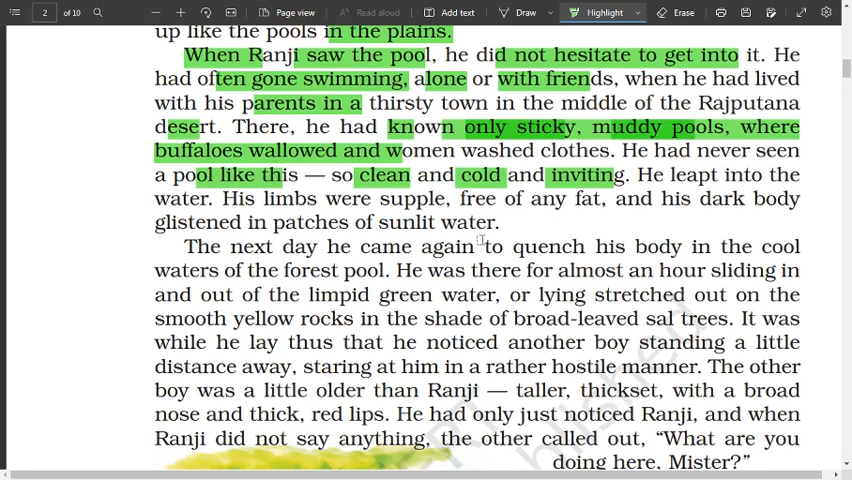 2 of 10
Page view
Read aloud
Add text
Draw
Highlight
Erase
up like the pools in the plains.
When Ranji saw the pool, he did not hesitate to get into it. He
had often gone swimming, alone or with friends, when he had lived
with his parents in a thirsty town in the middle of the Rajputana
desert. There, he had known only sticky, muddy pools, where
buffaloes wallowed and women washed clothes. He had never seen
a pool like this — so clean and cold and inviting. He leapt into the
water. His limbs were supple, free of any fat, and his dark body
glistened in patches of sunlit water.
The next day he came again to quench his body in the cool
waters of the forest pool. He was there for almost an hour sliding in
and out of the limpid green water, or lying stretched out on the
smooth yellow rocks in the shade of broad-leaved sal trees. It was
while he lay thus that he noticed another boy standing a little
distance away, staring at him in a rather hostile manner. The other
boy was a little older than Ranji — taller, thickset, with a broad
nose and thick, red lips. He had only just noticed Ranji, and when
Ranji did not say anything, the other called out, “What are you
doing here, Mister?”